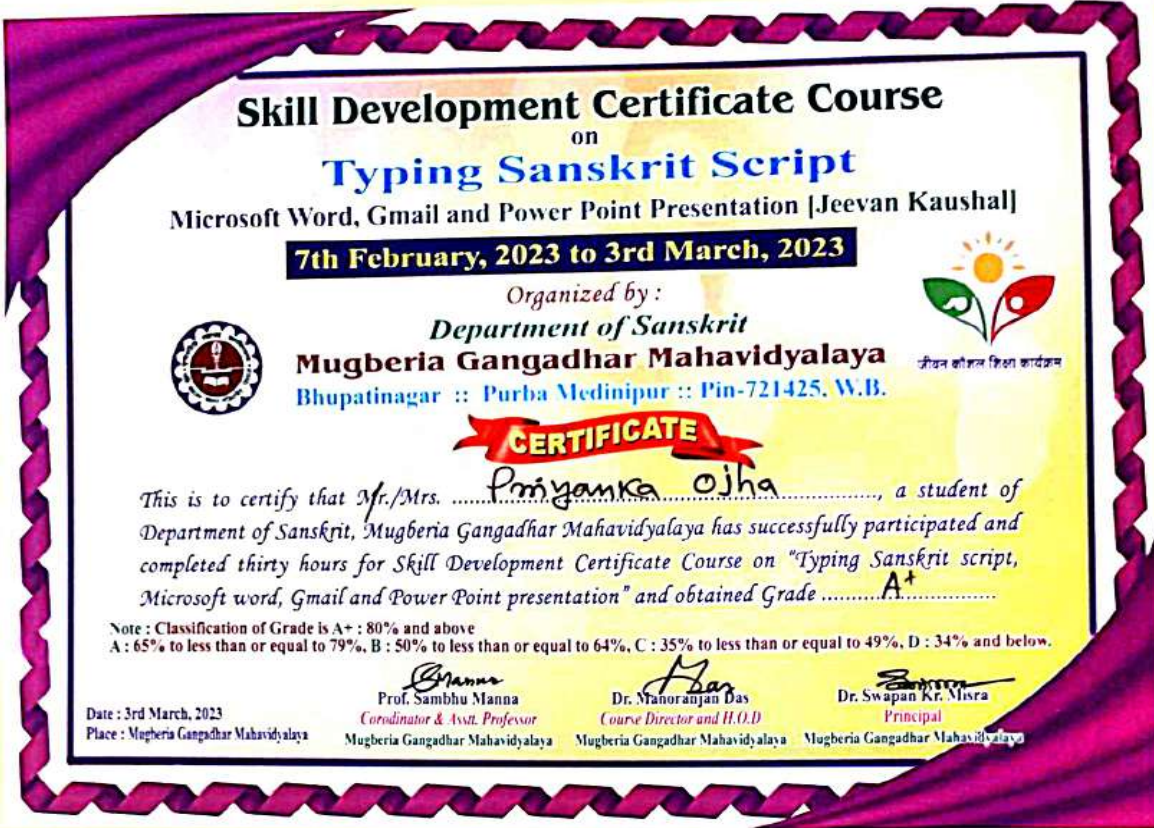 Skill Development Certificate Course
on
Typing Sanskrit Script
Microsoft Word, Gmail and Power Point Presentation [Jeevan Kaushal]
7th February, 2023 to 3rd March, 2023
Organized by :
Department of Sanskrit
Mugberia Gangadhar Mahavidyalaya
Bhupatinagar :: Purba Medinipur :: Pin-721425, W.B.
जीवन कौशल शिक्षा कार्यक्रम
CERTIFICATE
This is to certify that Mr./Mrs. Priyanka Ojha, a student of
Department of Sanskrit, Mugberia Gangadhar Mahavidyalaya has successfully participated and
completed thirty hours for Skill Development Certificate Course on "Typing Sanskrit script,
Microsoft word, Gmail and Power Point presentation" and obtained Grade A+
Note : Classification of Grade is A+ : 80% and above
A : 65% to less than or equal to 79%, B : 50% to less than or equal to 64%, C : 35% to less than or equal to 49%, D : 34% and below.
Date : 3rd March, 2023
Place : Mugberia Gangadhar Mahavidyalaya
Prof. Sambhu Manna
Corodinator & Asstt. Professor
Mugberia Gangadhar Mahavidyalaya
Dr. Manoranjan Das
Course Director and H.O.D
Mugberia Gangadhar Mahavidyalaya
Dr. Swapan Kr. Misra
Principal
Mugberia Gangadhar Mahavidyalaya